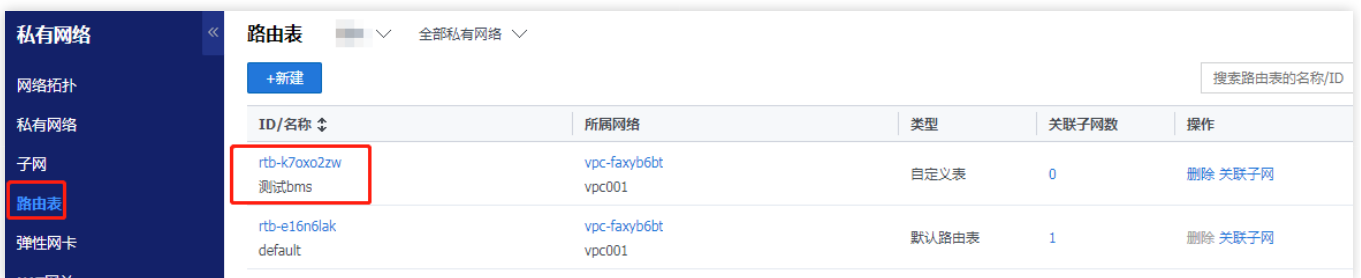 私有网络 «
网络拓扑
私有网络
子网
路由表
弹性网卡
路由表 全部私有网络
+新建 搜索路由表的名称/ID
ID/名称 所属网络 类型 关联子网数 操作
rtb-k7oxo2zw vpc-faxyb6bt 自定义表 0 删除 关联子网
测试bms vpc001
rtb-e16n6lak vpc-faxyb6bt 默认路由表 1 删除 关联子网
default vpc001